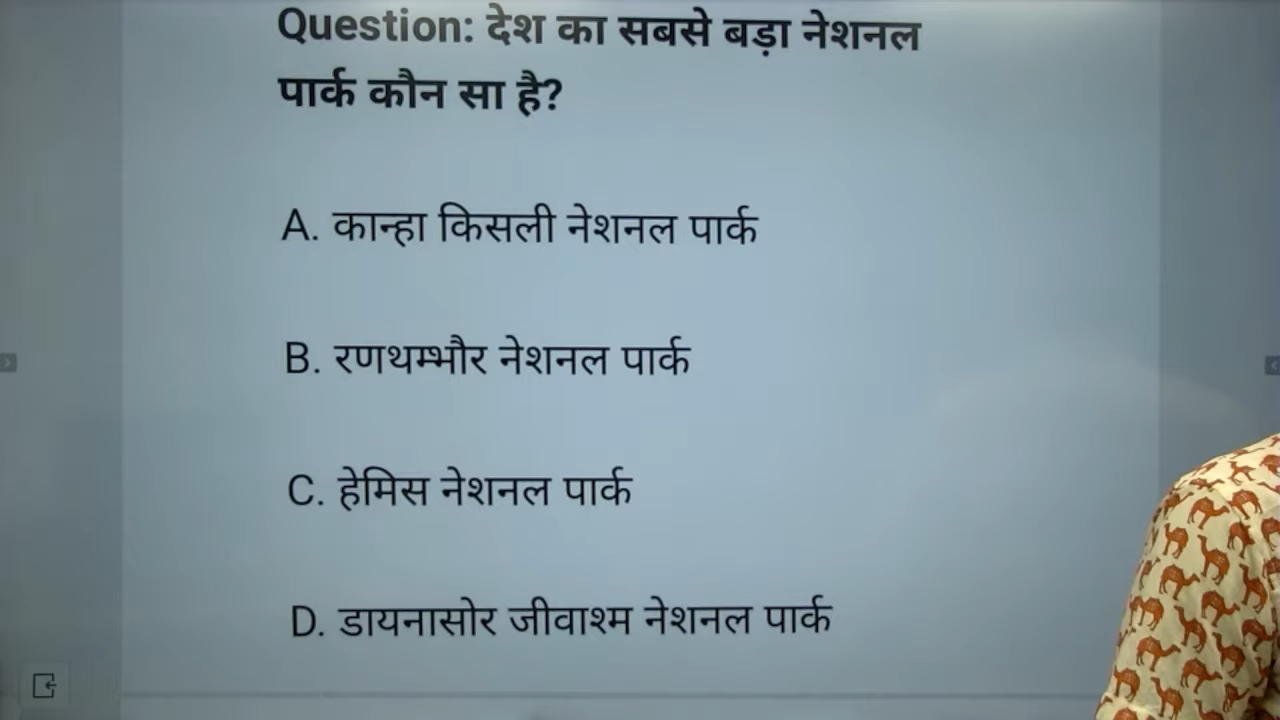 Question: देश का सबसे बड़ा नेशनल
पार्क कौन सा है?
A. कान्हा किसली नेशनल पार्क
B. रणथम्भौर नेशनल पार्क
C. हेमिस नेशनल पार्क
D. डायनासोर जीवाश्म नेशनल पार्क